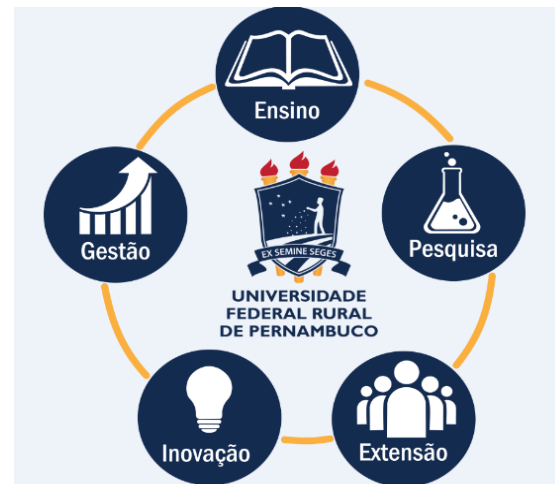 Ensino
Gestão
Pesquisa
EX SEMINE SEGES
UNIVERSIDADE
FEDERAL RURAL
DE PERNAMBUCO
Inovação
Extensão